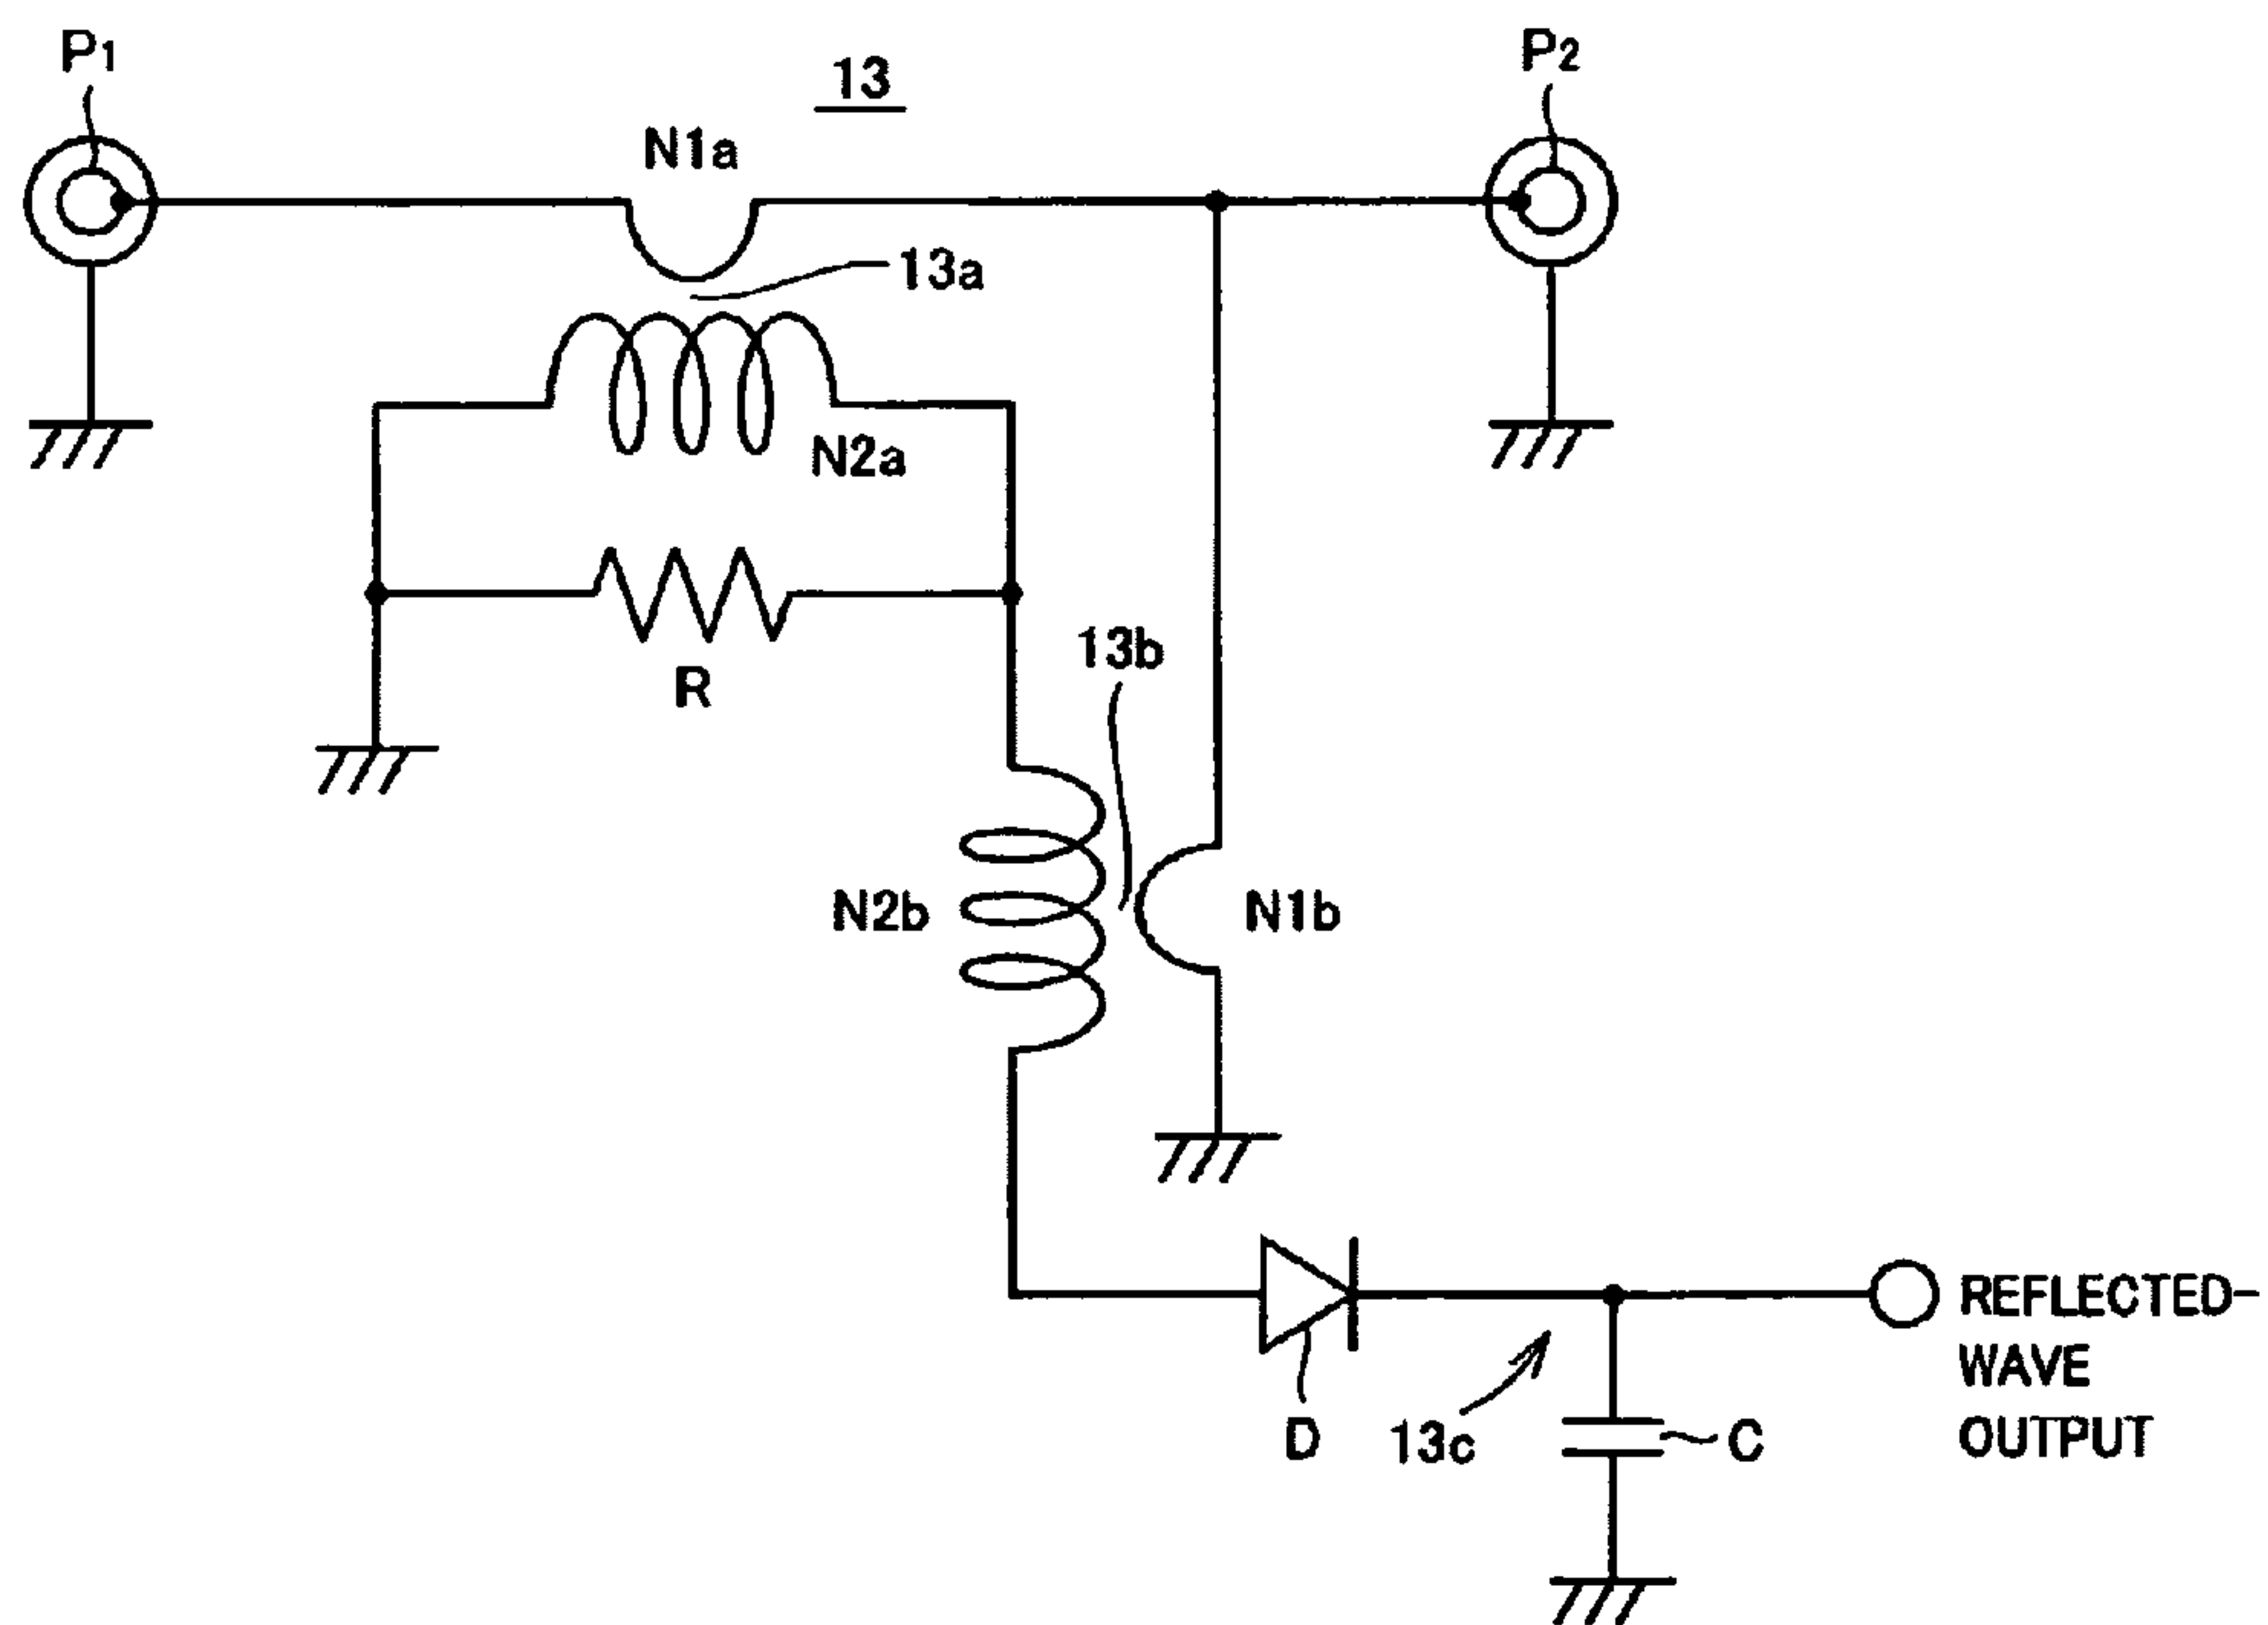 P1
13
P2
N1a
13a
N2a
R
13b
N2b
N1b
REFLECTED-
WAVE
OUTPUT
D
13c
C